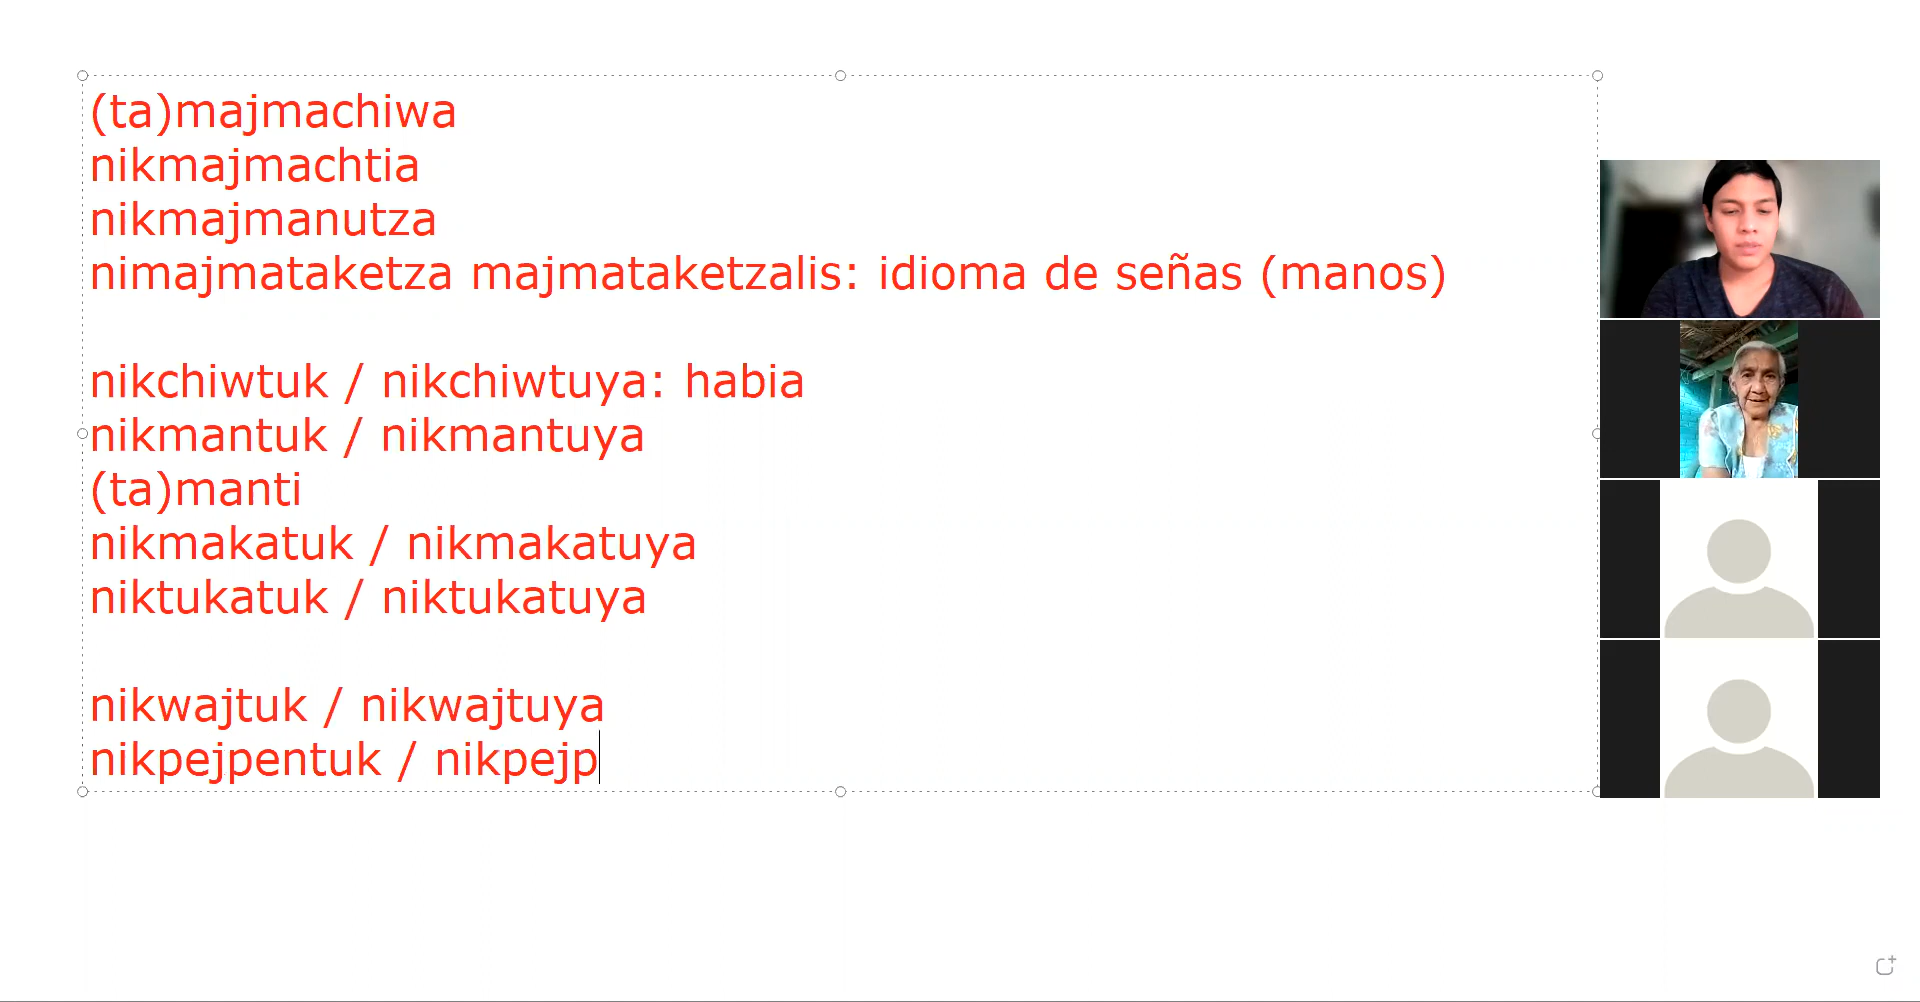 (ta)majmachiwa
nikmajmachtia
nikmajmanutza
nimajmataketza majmataketzalis: idioma de señas (manos)
nikchiwtuk / nikchiwtuya: habia
nikmantuk / nikmantuya
(ta)manti
nikmakatuk / nikmakatuya
niktukatuk / niktukatuya
nikwajtuk / nikwajtuya
nikpejpentuk / nikpejp